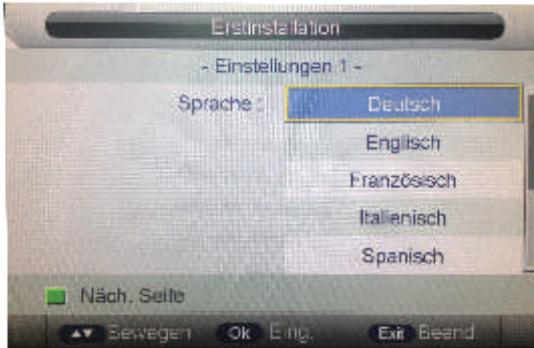 Erstinstallation
- Einstellungen 1 -
Sprache : Deutsch
Englisch
Französisch
Italienisch
Spanisch
Näch. Seite
Bewegen Ok Eing. Exit Beend.